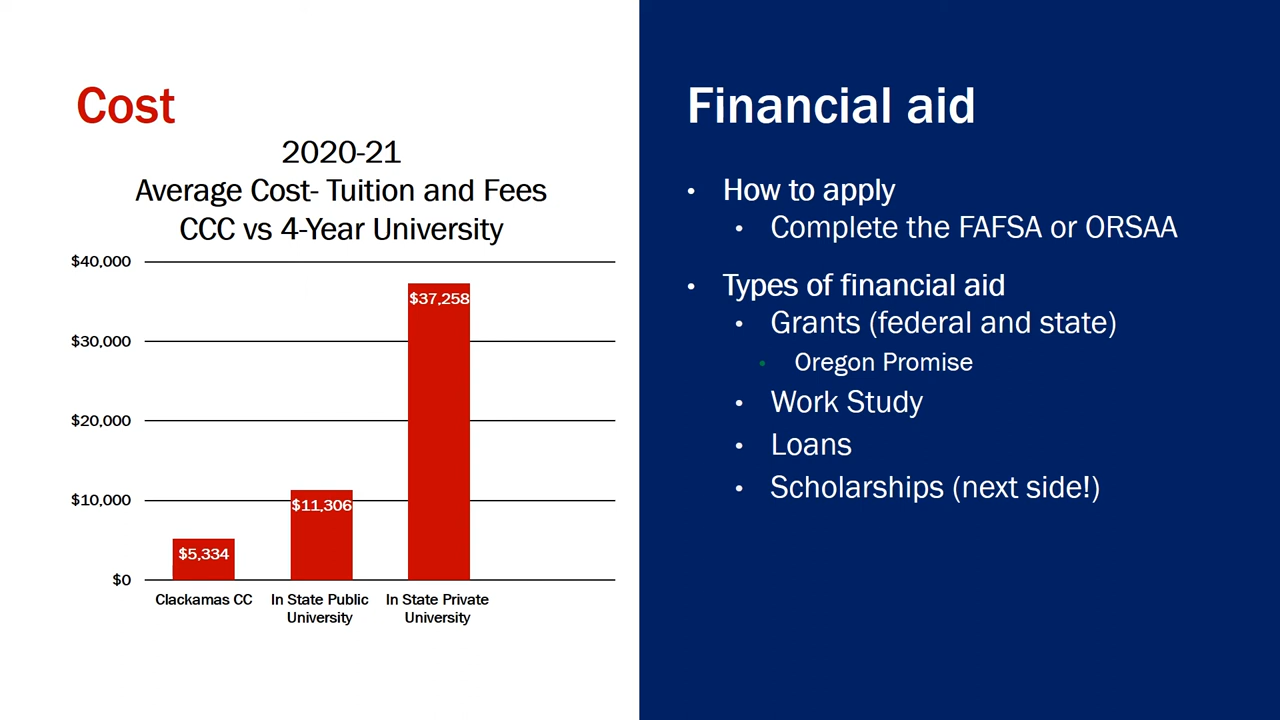 Cost
2020-21
Average Cost- Tuition and Fees
CCC vs 4-Year University
$40,000
$30,000
$20,000
$10,000
$0
$5,334
$11,306
$37,258
Clackamas CC
In State Public
University
In State Private
University
Financial aid
• How to apply
• Complete the FAFSA or ORSAA
• Types of financial aid
• Grants (federal and state)
• Oregon Promise
• Work Study
• Loans
• Scholarships (next side!)